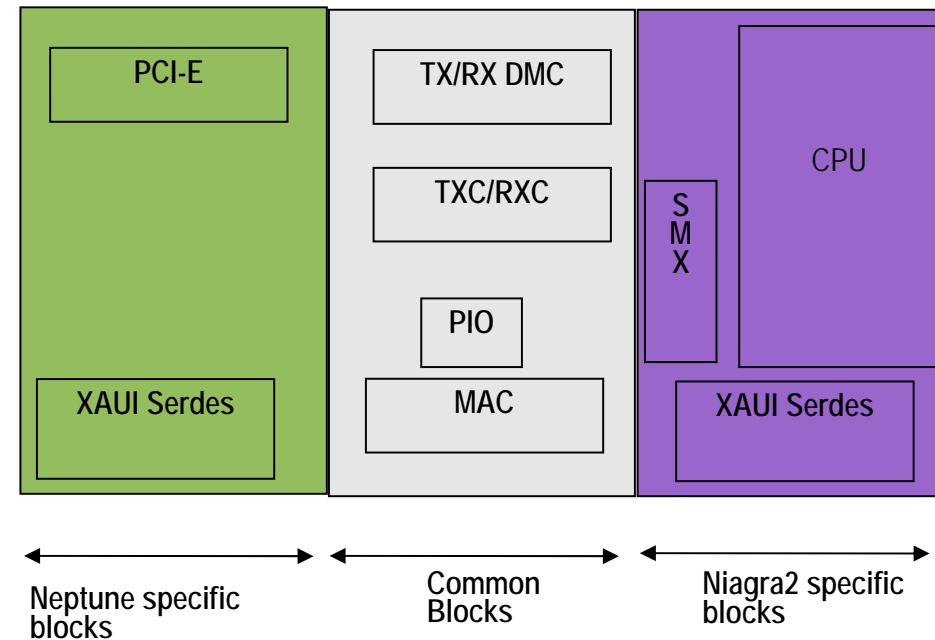 PCI-E
XAUI Serdes
TX/RX DMC
TXC/RXC
PIO
MAC
S
M
X
CPU
XAUI Serdes
Neptune specific
blocks
Common
Blocks
Niagra2 specific
blocks